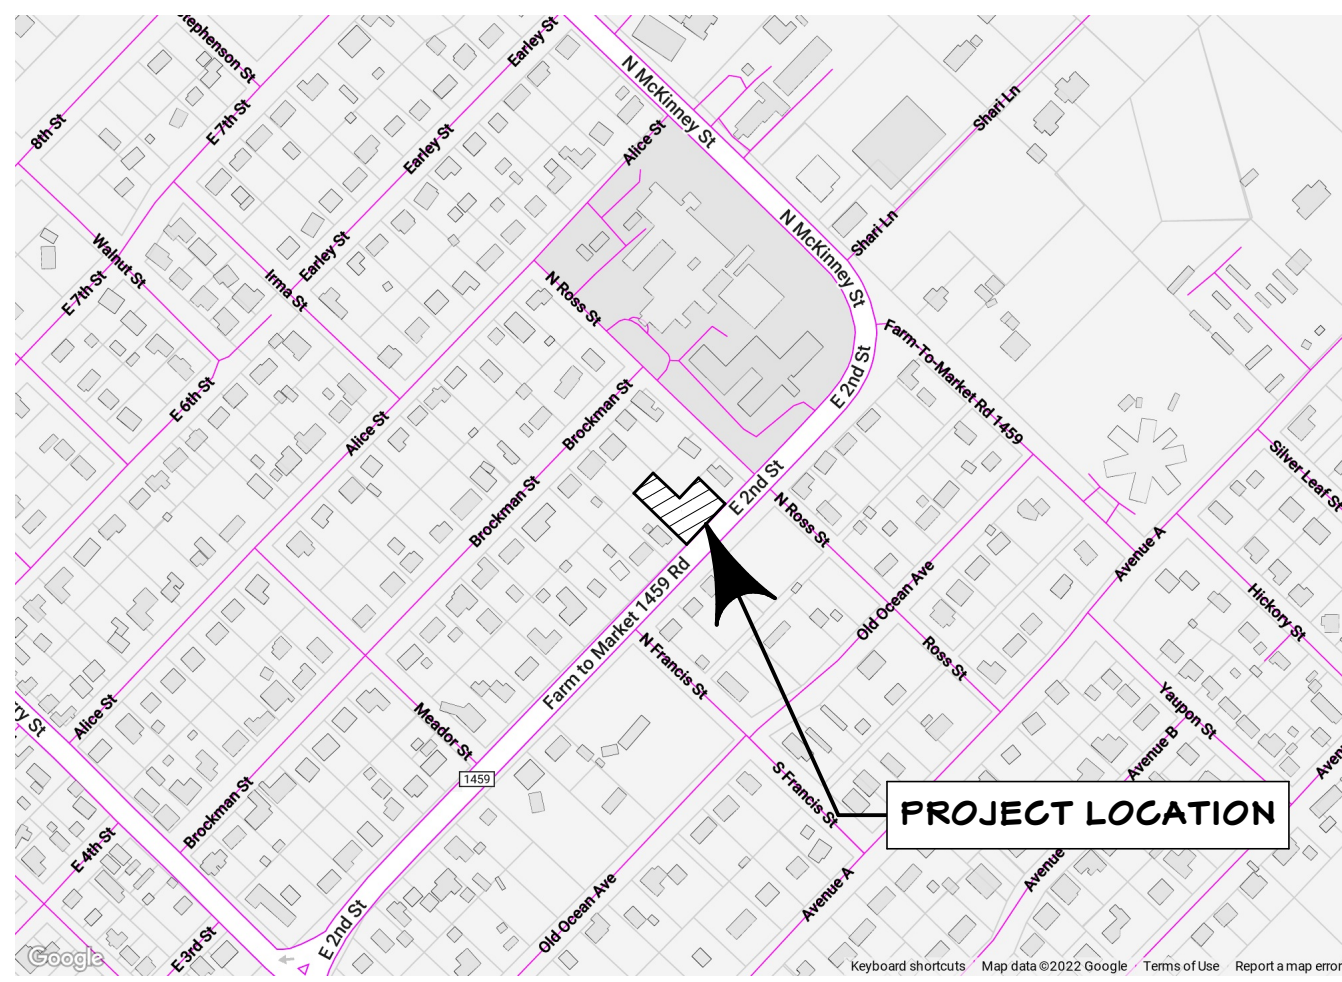 Stephenson St
Earley St
N McKinney St
8th St
E 7th St
Earley St
Alice St
Shari Ln
N McKinney St
Shari Ln
Walnut St
E 7th St
Irma St
Earley St
N Ross St
E 2nd St
Farm-To-Market Rd 1459
E 6th St
Alice St
Brockman St
Brockman St
E 2nd St
N Ross St
Silver Leaf St
Avenue A
Old Ocean Ave
Hickory St
Farm to Market 1459 Rd
N Francis St
Ross St
ry St
Alice St
Meador St
Yaupon St
Avenue B
Aven
1459
S Francis St
PROJECT LOCATION
Brockman St
E 4th St
Avenue
Avenue A
Old Ocean Ave
E 2nd St
E 3rd St
Google
Keyboard shortcuts Map data ©2022 Google Terms of Use Report a map error